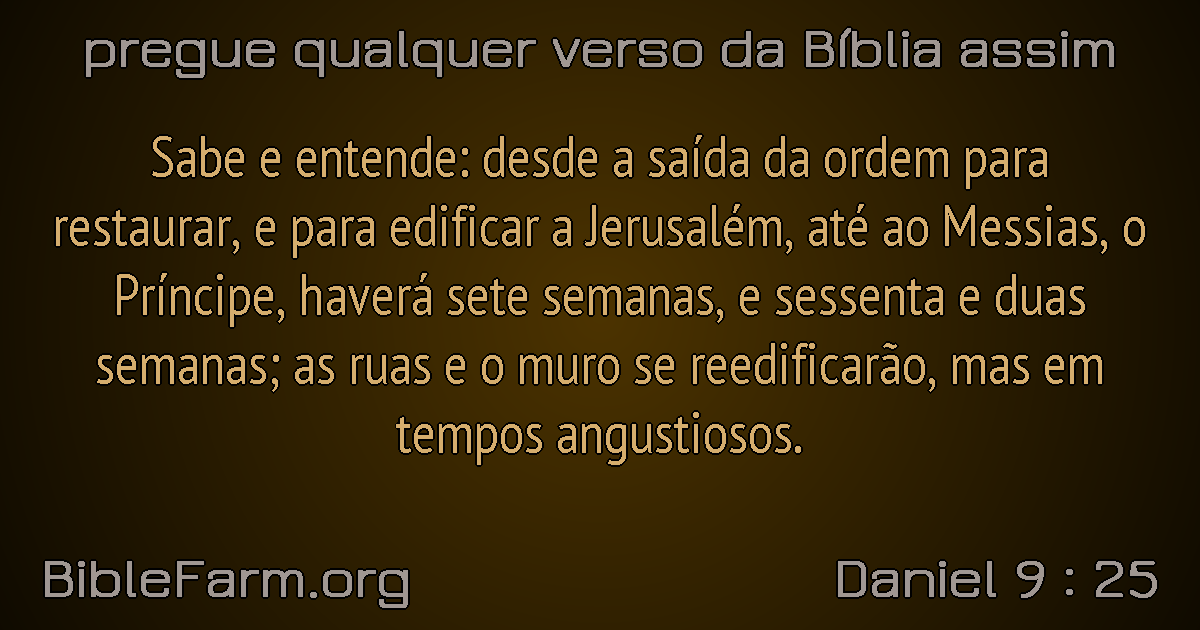 pregue qualquer verso da Bíblia assim
Sabe e entende: desde a saída da ordem para
restaurar, e para edificar a Jerusalém, até ao Messias, o
Príncipe, haverá sete semanas, e sessenta e duas
semanas; as ruas e o muro se reedificarão, mas em
tempos angustiosos.
BibleFarm.org
Daniel 9 : 25